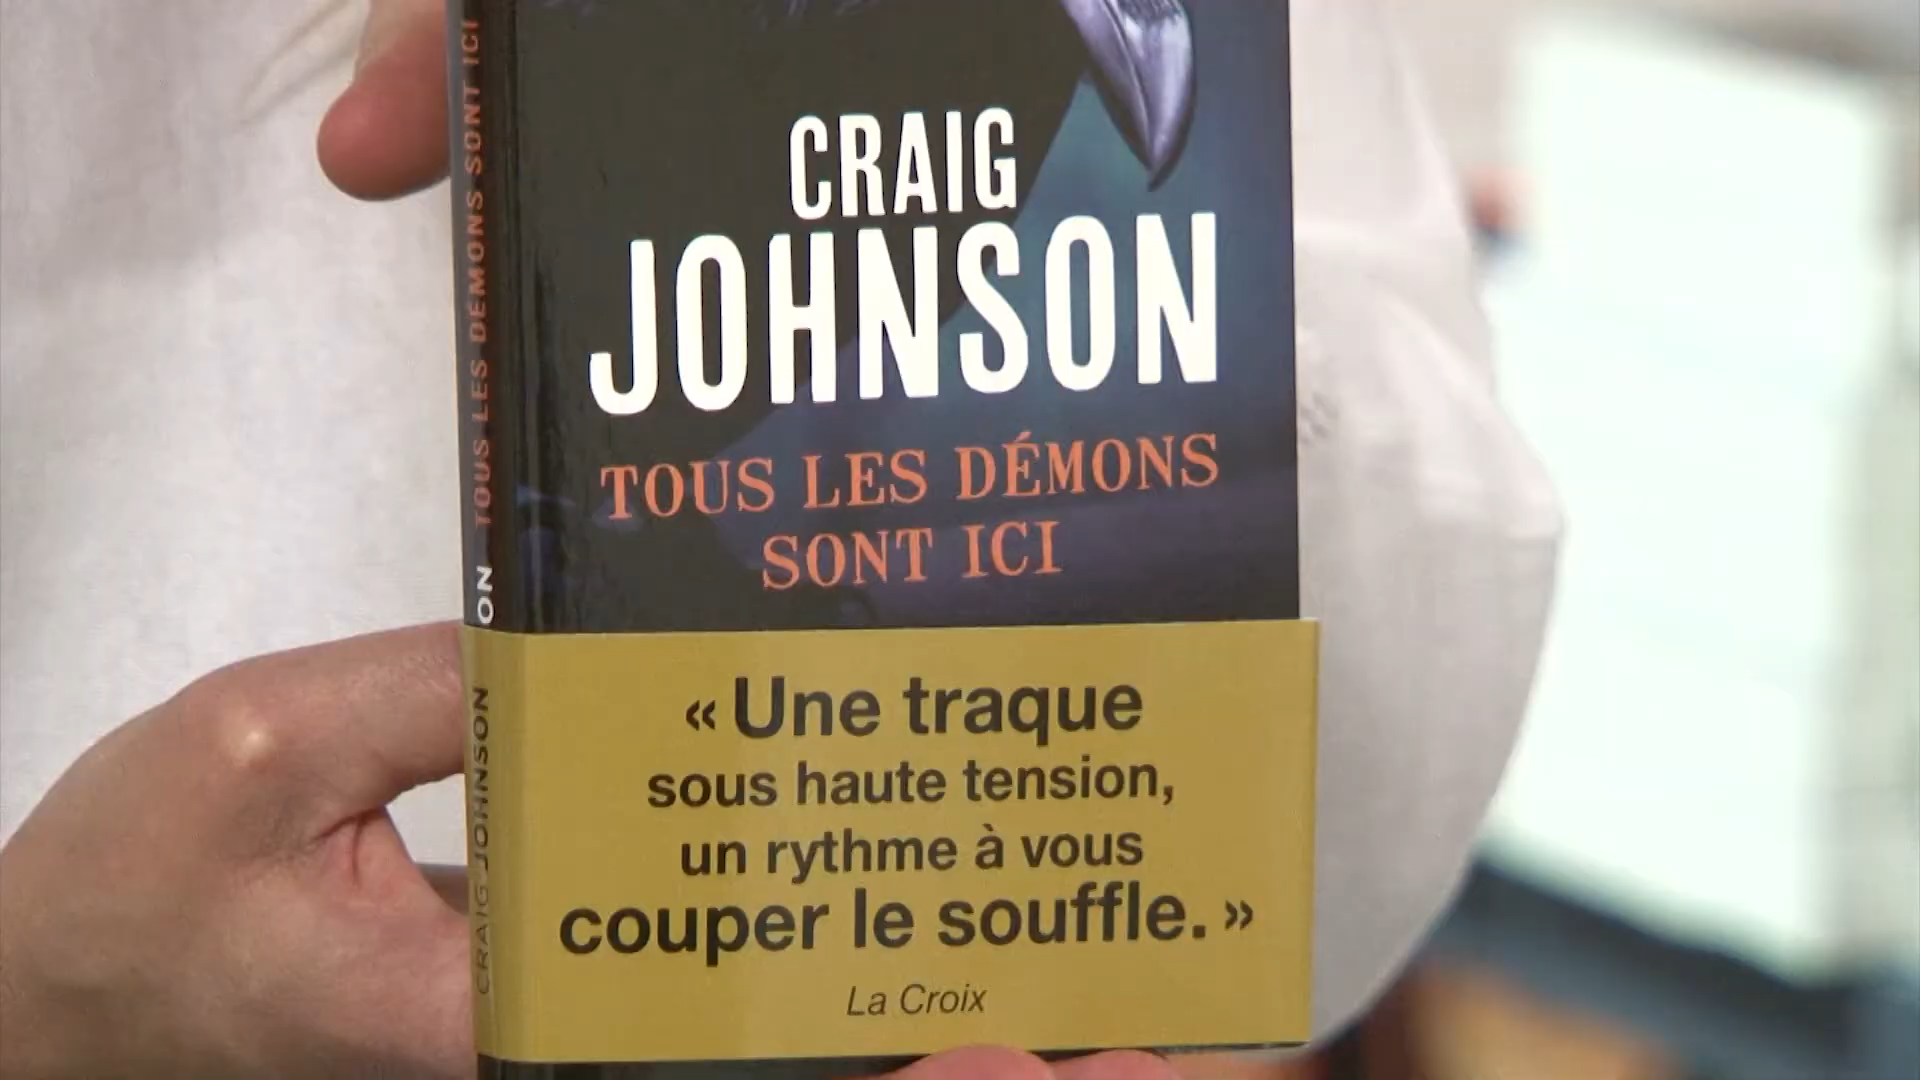 CRAIG
JOHNSON
TOUS LES DÉMONS
SONT ICI
« Une traque
sous haute tension,
un rythme à vous
couper le souffle. »
La Croix
TOUS LES DÉMONS SONT ICI
ON
CRAIG JOHNSON